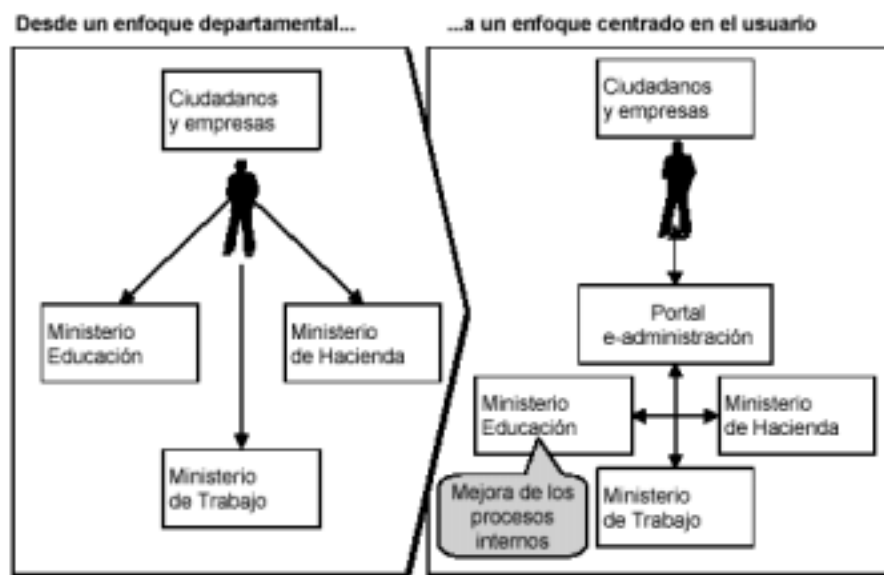 Desde un enfoque departamental...
...a un enfoque centrado en el usuario
Ciudadanos
y empresas
Ministerio
Educación
Ministerio
de Hacienda
Ministerio
de Trabajo
Ciudadanos
y empresas
Portal
e-administración
Ministerio
Educación
Ministerio
de Hacienda
Mejora de los
procesos
internos
Ministerio
de Trabajo